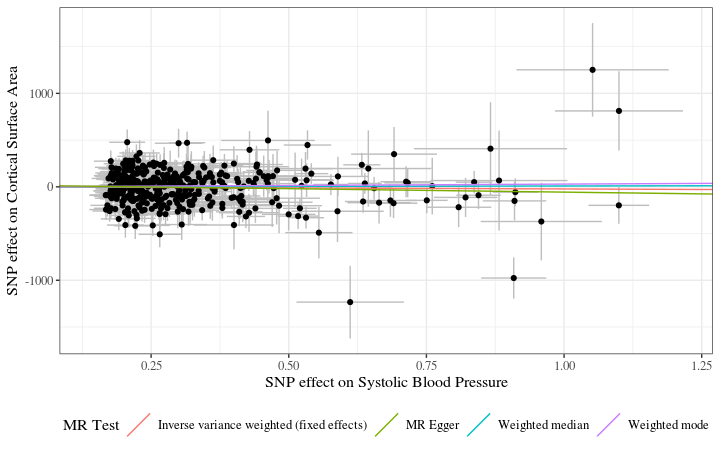 SNP effect on Cortical Surface Area
1000
0
-1000
0.25 0.50 0.75 1.00 1.25
SNP effect on Systolic Blood Pressure
MR Test Inverse variance weighted (fixed effects) MR Egger Weighted median Weighted mode